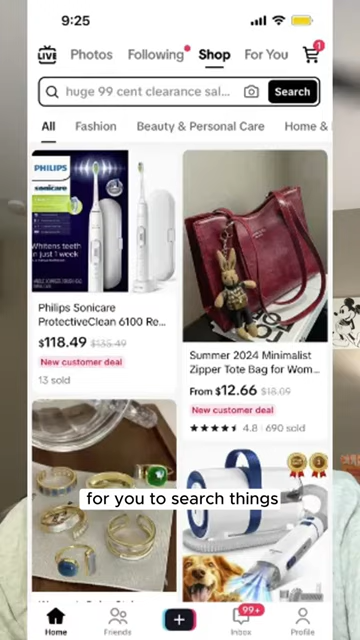 9:25
LIVE
Photos
Following
Shop
For You
1
huge 99 cent clearance sal...
Search
All
Fashion
Beauty & Personal Care
Home &
PHILIPS
sonicare
Whitens teeth
in just 1 week
Philips Sonicare
ProtectiveClean 6100 Re...
$118.49 $135.49
New customer deal
13 sold
Summer 2024 Minimalist
Zipper Tote Bag for Wom...
From $12.66 $18.09
New customer deal
4.8 690 sold
for you to search things
Home
Friends
99+
Inbox
Profile